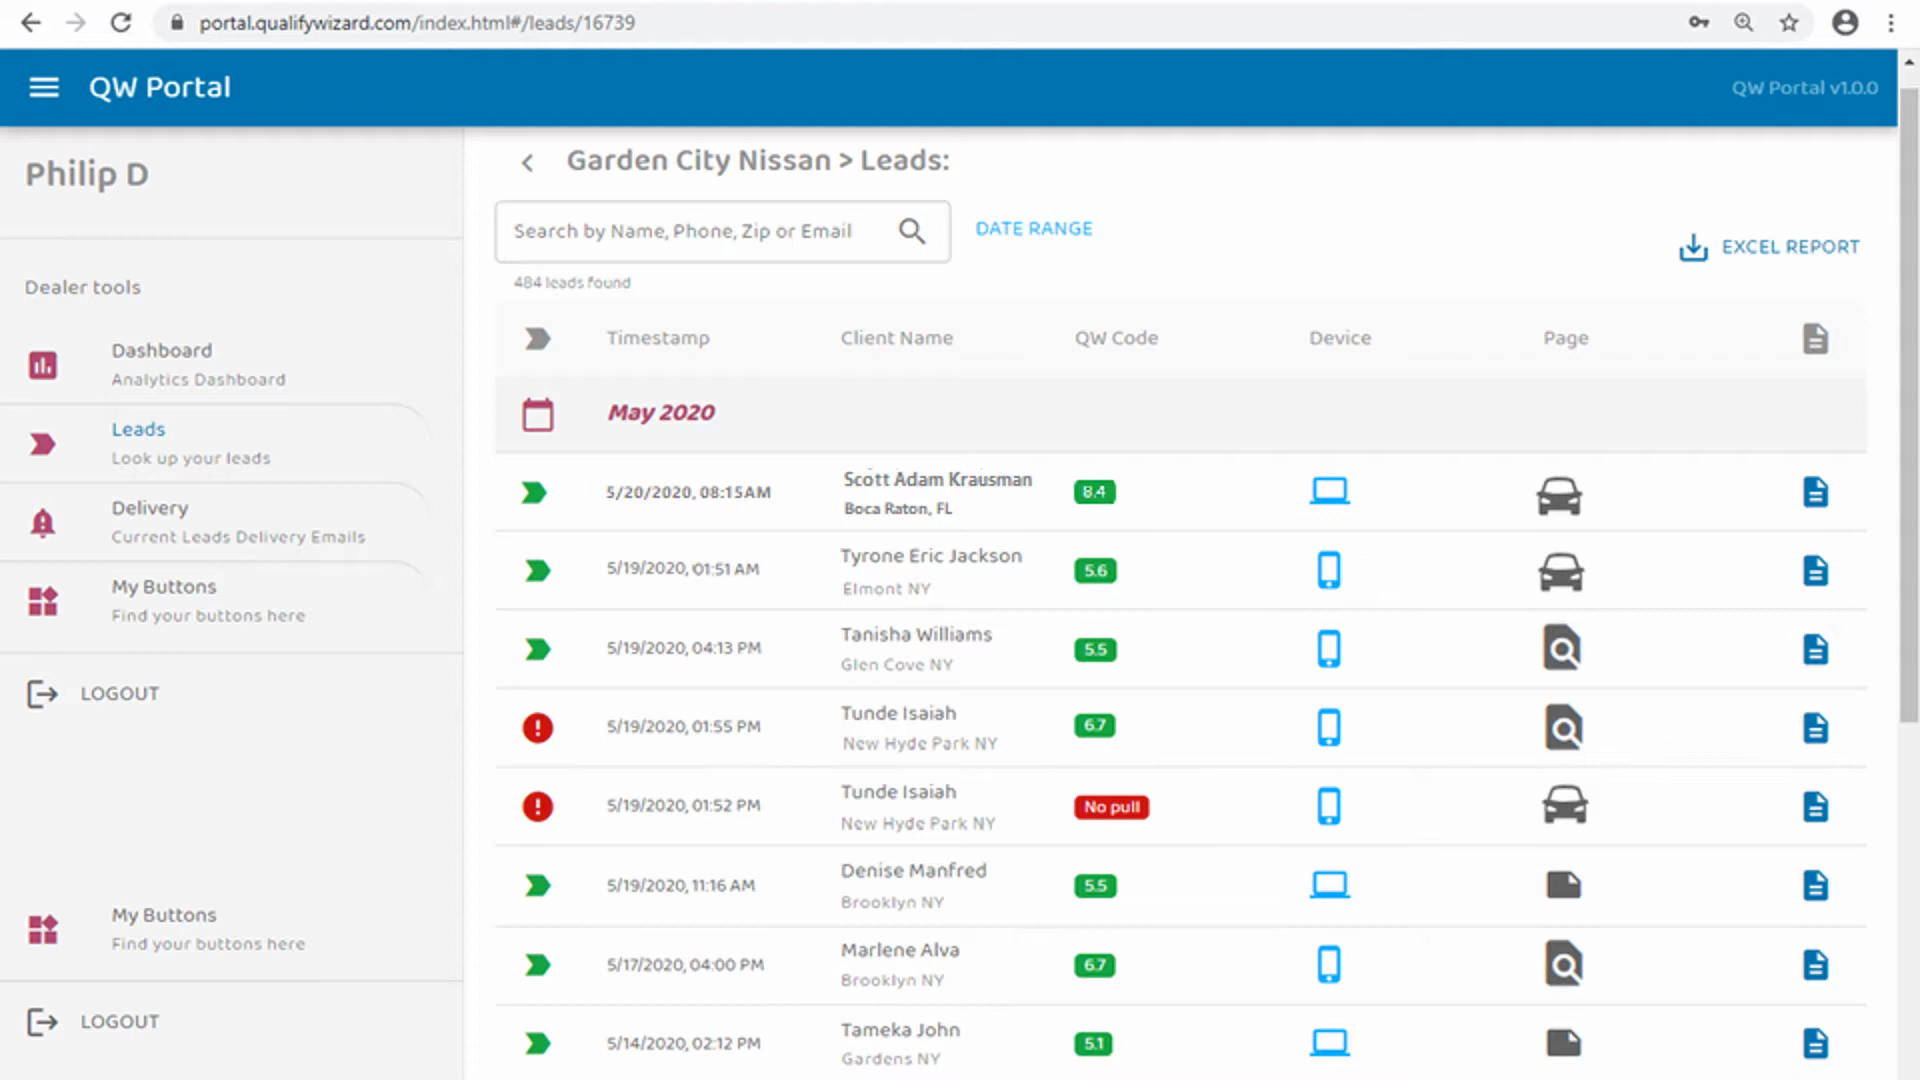 portal.qualifywizard.com/index.html#/leads/16739
QW Portal
QW Portal v1.0.0
Philip D
Dealer tools
Dashboard
Analytics Dashboard
Leads
Look up your leads
Delivery
Current Leads Delivery Emails
My Buttons
Find your buttons here
LOGOUT
My Buttons
Find your buttons here
LOGOUT
Garden City Nissan > Leads:
Search by Name, Phone, Zip or Email
DATE RANGE
EXCEL REPORT
484 leads found
Timestamp Client Name QW Code Device Page
May 2020
5/20/2020, 08:15AM Scott Adam Krausman 8.4
Boca Raton, FL
5/19/2020, 01:51 AM Tyrone Eric Jackson 5.6
Elmont NY
5/19/2020, 04:13 PM Tanisha Williams 5.5
Glen Cove NY
5/19/2020, 01:55 PM Tunde Isaiah 6.7
New Hyde Park NY
5/19/2020, 01:52 PM Tunde Isaiah No pull
New Hyde Park NY
5/19/2020, 11:16 AM Denise Manfred 5.5
Brooklyn NY
5/17/2020, 04:00 PM Marlene Alva 6.7
Brooklyn NY
5/14/2020, 02:12 PM Tameka John 5.1
Gardens NY